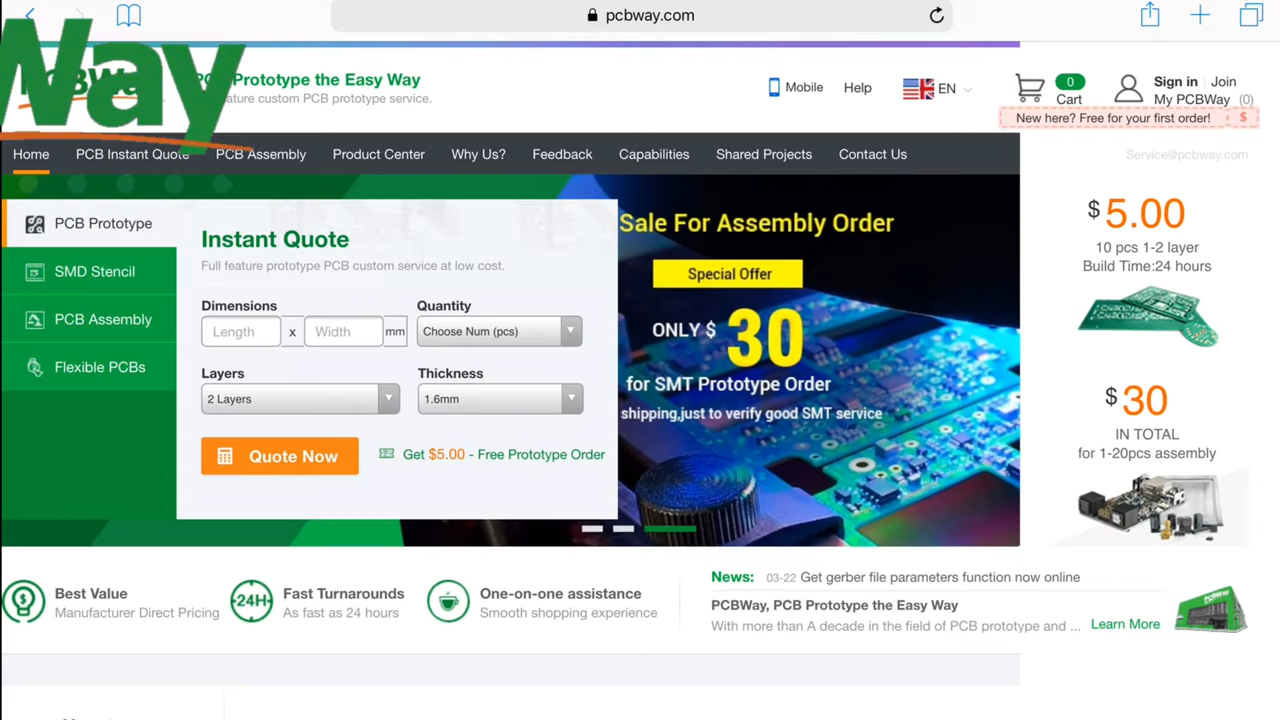 pcbway.com
Way
Prototype the Easy Way
custom PCB prototype service.
Mobile
Help
EN
0
Cart
Sign in
Join
My PCBWay (0)
New here? Free for your first order! $
Service@pcbway.com
Home
PCB Instant Quote
PCB Assembly
Product Center
Why Us?
Feedback
Capabilities
Shared Projects
Contact Us
PCB Prototype
SMD Stencil
PCB Assembly
Flexible PCBs
Instant Quote
Full feature prototype PCB custom service at low cost.
Dimensions
Length x Width mm
Quantity
Choose Num (pcs)
Layers
2 Layers
Thickness
1.6mm
Quote Now
Get $5.00 - Free Prototype Order
Sale For Assembly Order
Special Offer
ONLY $ 30
for SMT Prototype Order
shipping,just to verify good SMT service
$ 5.00
10 pcs 1-2 layer
Build Time:24 hours
$ 30
IN TOTAL
for 1-20pcs assembly
Best Value
Manufacturer Direct Pricing
24H
Fast Turnarounds
As fast as 24 hours
One-on-one assistance
Smooth shopping experience
News: 03-22 Get gerber file parameters function now online
PCBWay, PCB Prototype the Easy Way
With more than A decade in the field of PCB prototype and ... Learn More